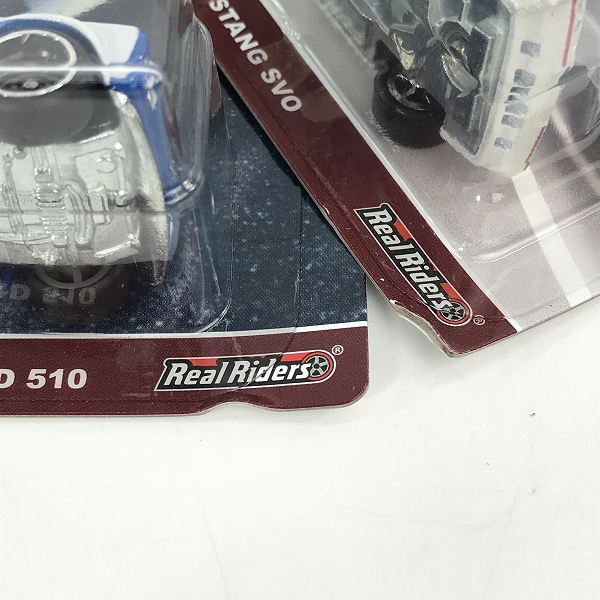 STANG SVO
Real Riders®
D 510
Real Riders®